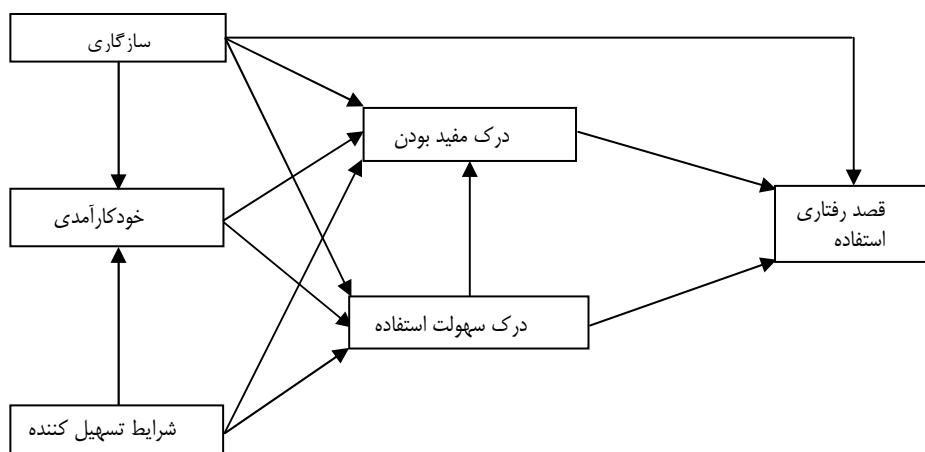 سازگاری
درک مفید بودن
خودکارآمدی
قصد رفتاری
استفاده
درک سهولت استفاده
شرایط تسهیل کننده